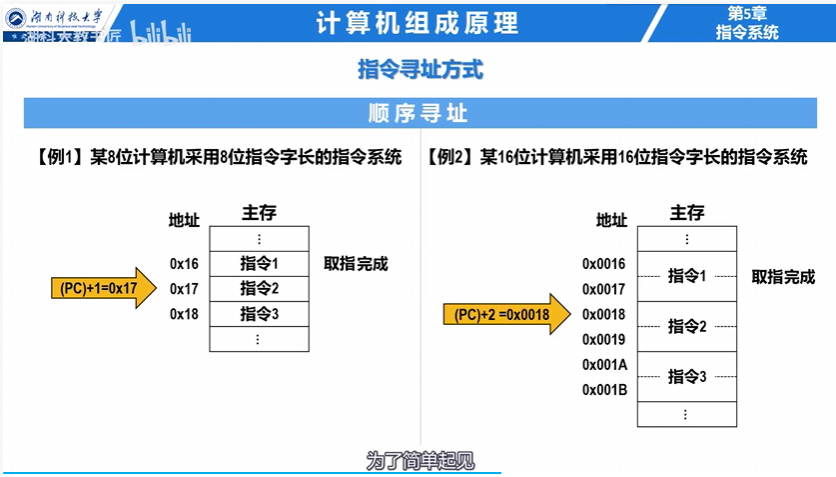 湖南科技大学
计算机组成原理
第5章
指令系统
bilibili
指令寻址方式
顺序寻址
【例1】某8位计算机采用8位指令字长的指令系统
地址
主存
⋮
0x16
指令1
取指完成
(PC)+1=0x17
0x17
指令2
0x18
指令3
⋮
【例2】某16位计算机采用16位指令字长的指令系统
地址
主存
⋮
0x0016
指令1
取指完成
0x0017
(PC)+2 =0x0018
0x0018
指令2
0x0019
0x001A
指令3
0x001B
⋮
为了简单起见